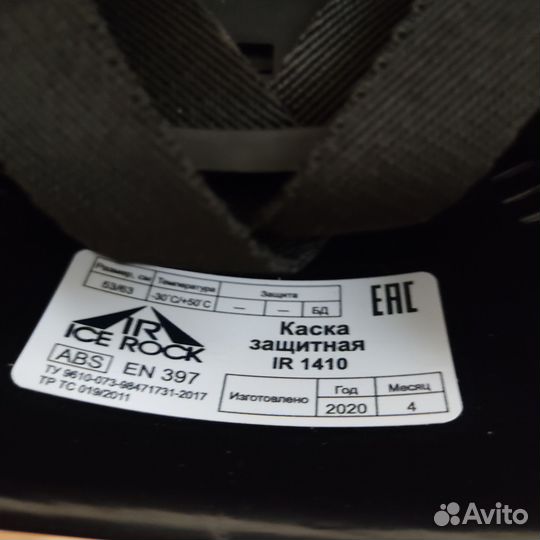 Размер, см Температура Защита
53/63 -30°C/+50°C — — БД
EAC
IR
ICE ROCK
Каска
защитная
IR 1410
ABS EN 397
ТУ 9610-073-98471731-2017
ТР ТС 019/2011
Изготовлено Год Месяц
2020 4
Avito